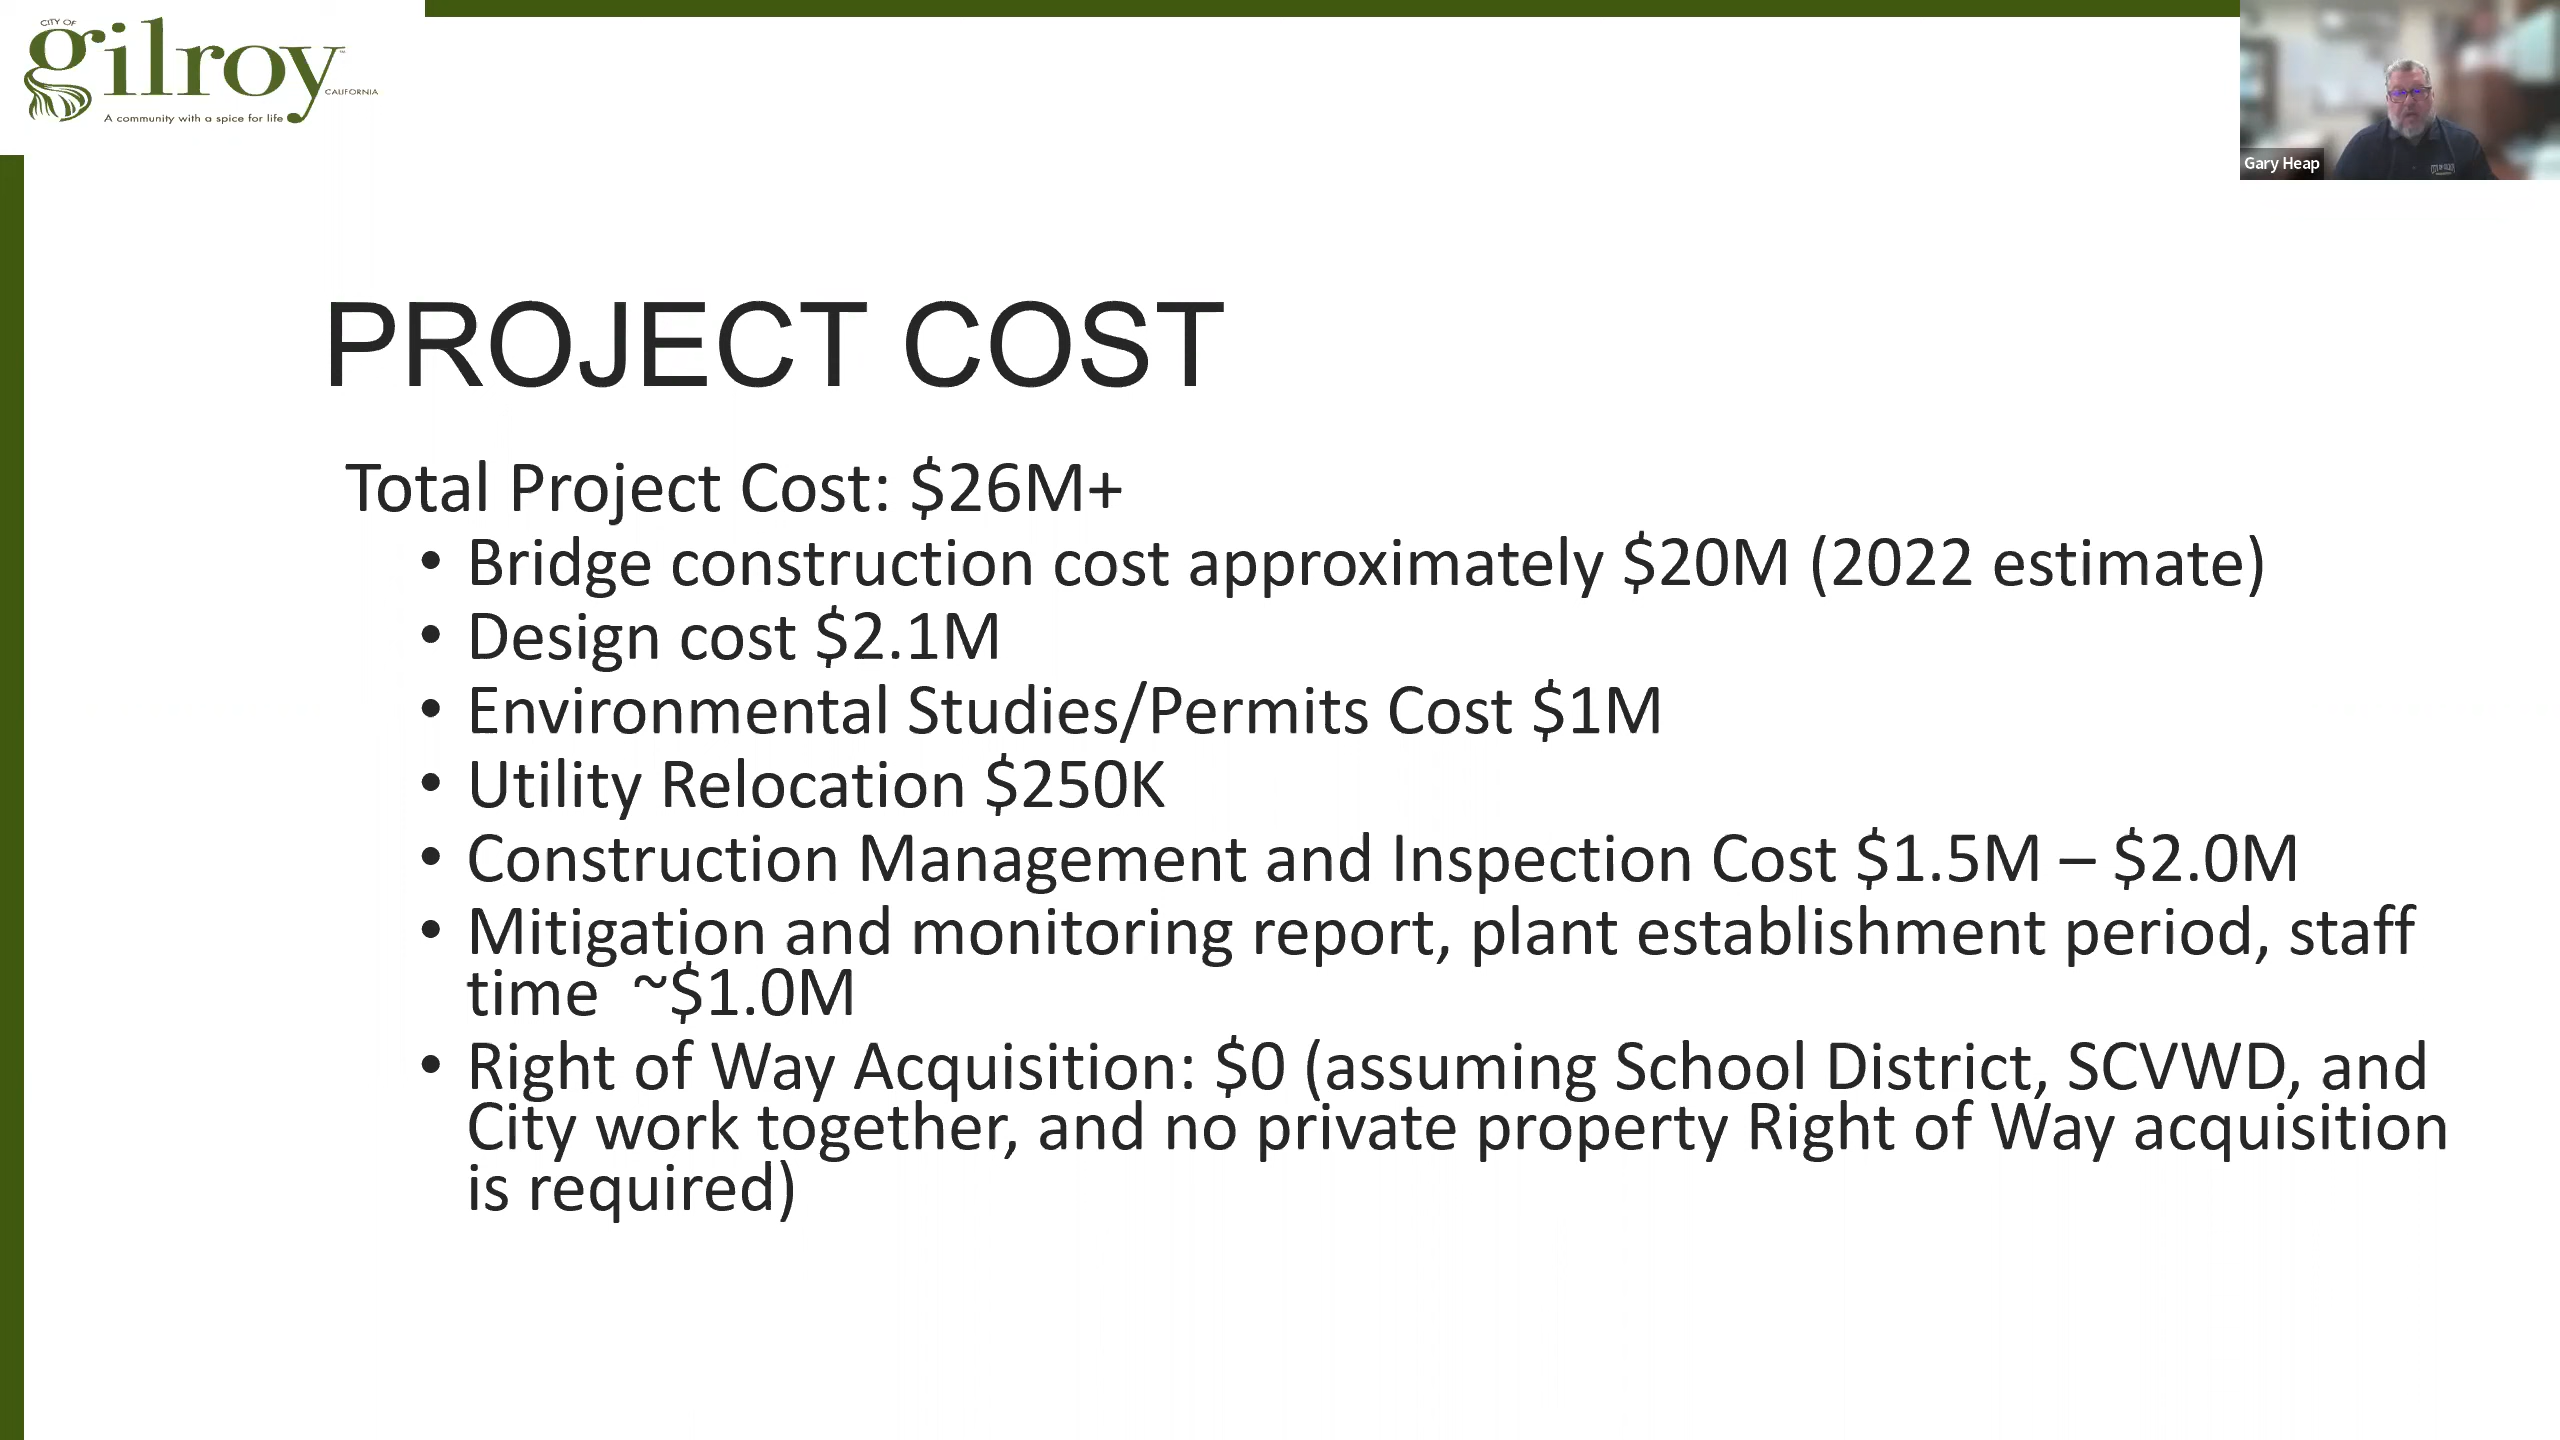 CITY OF
gilroy
CALIFORNIA
A community with a spice for life
Gary Heap
PROJECT COST
Total Project Cost: $26M+
• Bridge construction cost approximately $20M (2022 estimate)
• Design cost $2.1M
• Environmental Studies/Permits Cost $1M
• Utility Relocation $250K
• Construction Management and Inspection Cost $1.5M – $2.0M
• Mitigation and monitoring report, plant establishment period, staff
time ~$1.0M
• Right of Way Acquisition: $0 (assuming School District, SCVWD, and
City work together, and no private property Right of Way acquisition
is required)